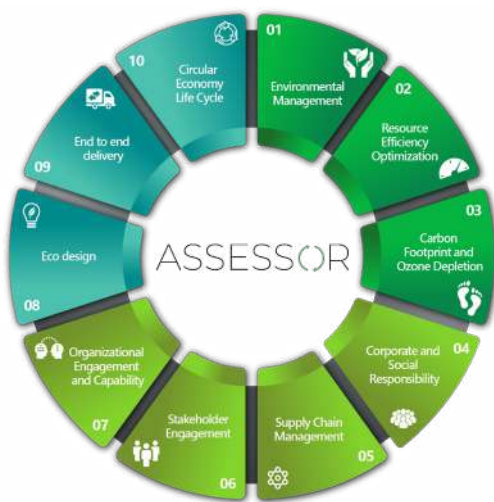 01
Environmental
Management
02
Resource
Efficiency
Optimization
03
Carbon
Footprint and
Ozone Depletion
04
Corporate and
Social
Responsibility
05
Supply Chain
Management
06
Stakeholder
Engagement
07
Organizational
Engagement
and Capability
08
Eco design
09
End to end
delivery
10
Circular
Economy
Life Cycle
ASSESSOR